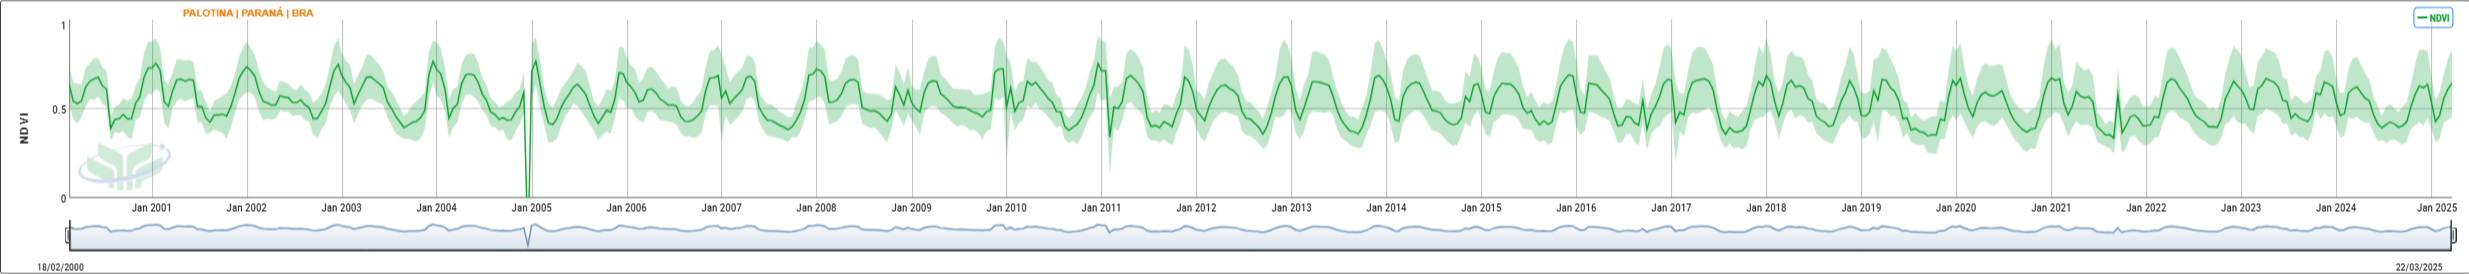 PALOTINA | PARANÁ | BRA
NDVI
1
0.5
0
NDVI
Jan 2001 Jan 2002 Jan 2003 Jan 2004 Jan 2005 Jan 2006 Jan 2007 Jan 2008 Jan 2009 Jan 2010 Jan 2011 Jan 2012 Jan 2013 Jan 2014 Jan 2015 Jan 2016 Jan 2017 Jan 2018 Jan 2019 Jan 2020 Jan 2021 Jan 2022 Jan 2023 Jan 2024 Jan 2025
18/02/2000 22/03/2025